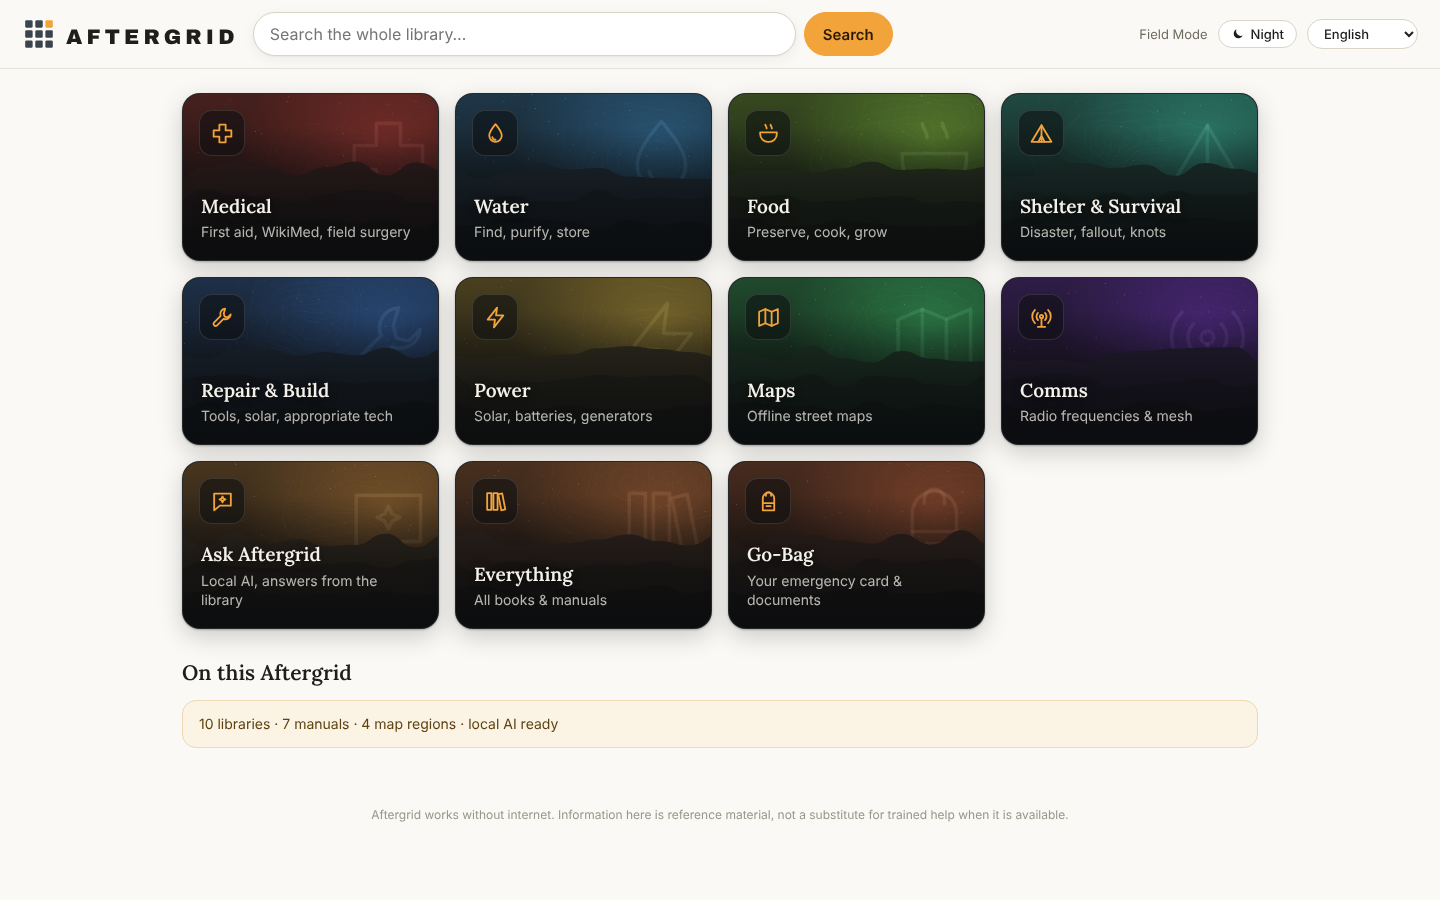 AFTERGRID
Search the whole library...
Search
Field Mode
Night
English
Medical
First aid, WikiMed, field surgery
Water
Find, purify, store
Food
Preserve, cook, grow
Shelter & Survival
Disaster, fallout, knots
Repair & Build
Tools, solar, appropriate tech
Power
Solar, batteries, generators
Maps
Offline street maps
Comms
Radio frequencies & mesh
Ask Aftergrid
Local AI, answers from the
library
Everything
All books & manuals
Go-Bag
Your emergency card &
documents
On this Aftergrid
10 libraries · 7 manuals · 4 map regions · local AI ready
Aftergrid works without internet. Information here is reference material, not a substitute for trained help when it is available.